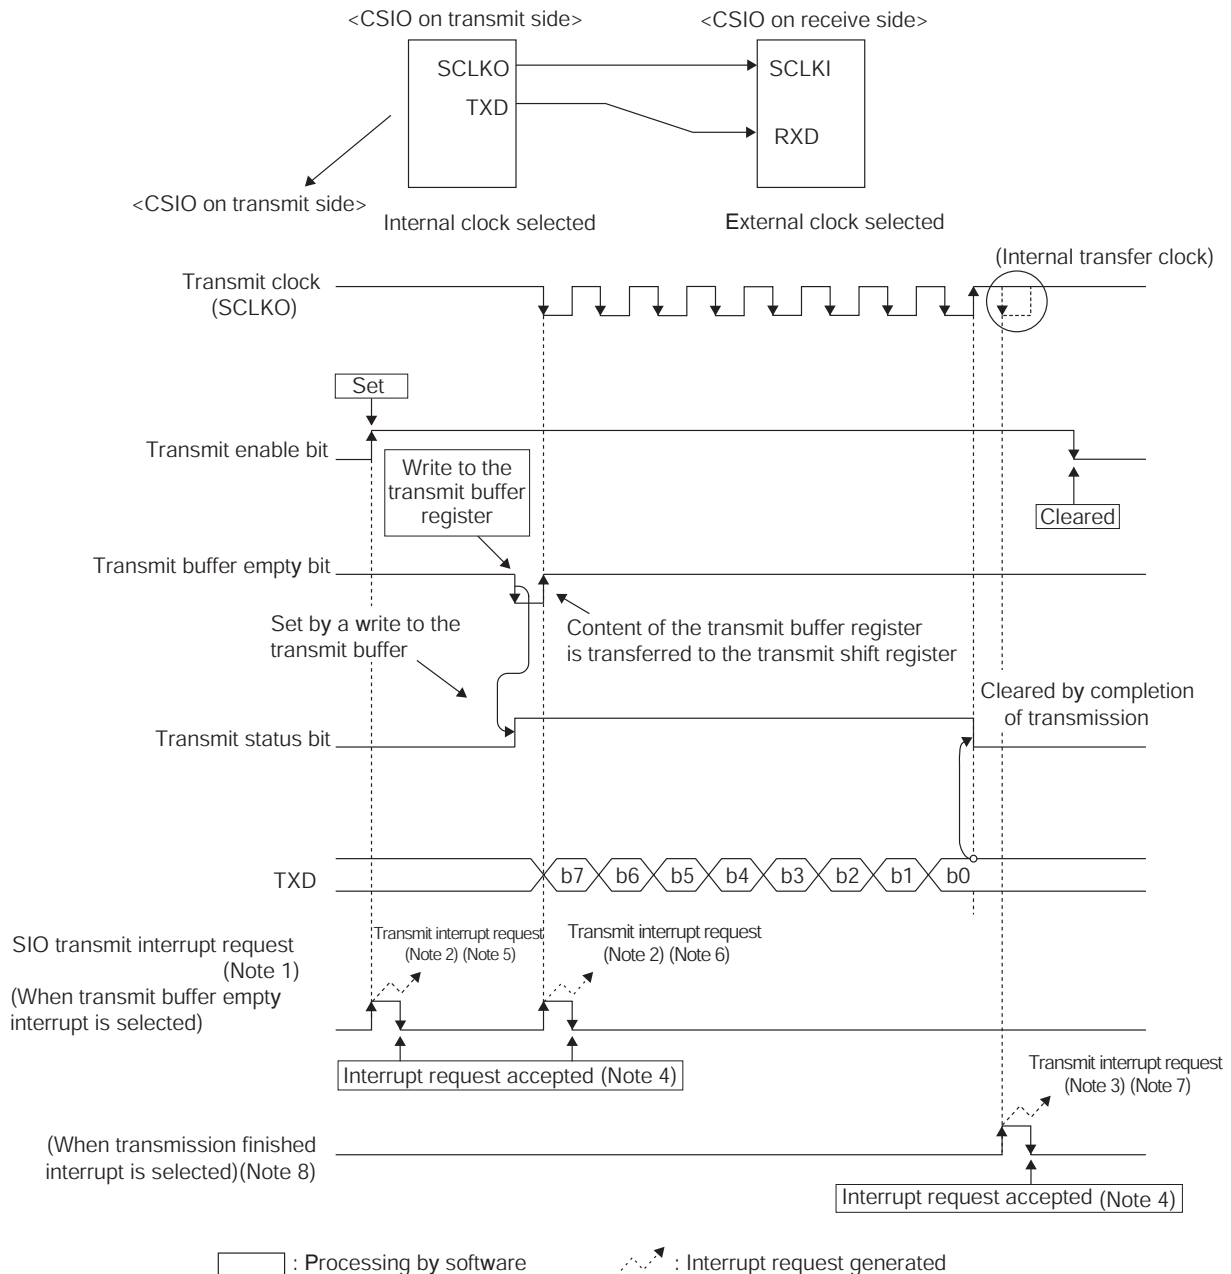 <CSIO on transmit side>
<CSIO on receive side>
SCLKO
SCLKI
TXD
RXD
<CSIO on transmit side>
Internal clock selected
External clock selected
(Internal transfer clock)
Transmit clock
(SCLKO)
Set
Transmit enable bit
Write to the
transmit buffer
register
Cleared
Transmit buffer empty bit
Set by a write to the
transmit buffer
Content of the transmit buffer register
is transferred to the transmit shift register
Cleared by completion
of transmission
Transmit status bit
TXD
b7 b6 b5 b4 b3 b2 b1 b0
SIO transmit interrupt request
(Note 1)
(When transmit buffer empty
interrupt is selected)
Transmit interrupt request
(Note 2) (Note 5)
Transmit interrupt request
(Note 2) (Note 6)
Interrupt request accepted (Note 4)
Transmit interrupt request
(Note 3) (Note 7)
(When transmission finished
interrupt is selected)(Note 8)
Interrupt request accepted (Note 4)
: Processing by software
: Interrupt request generated